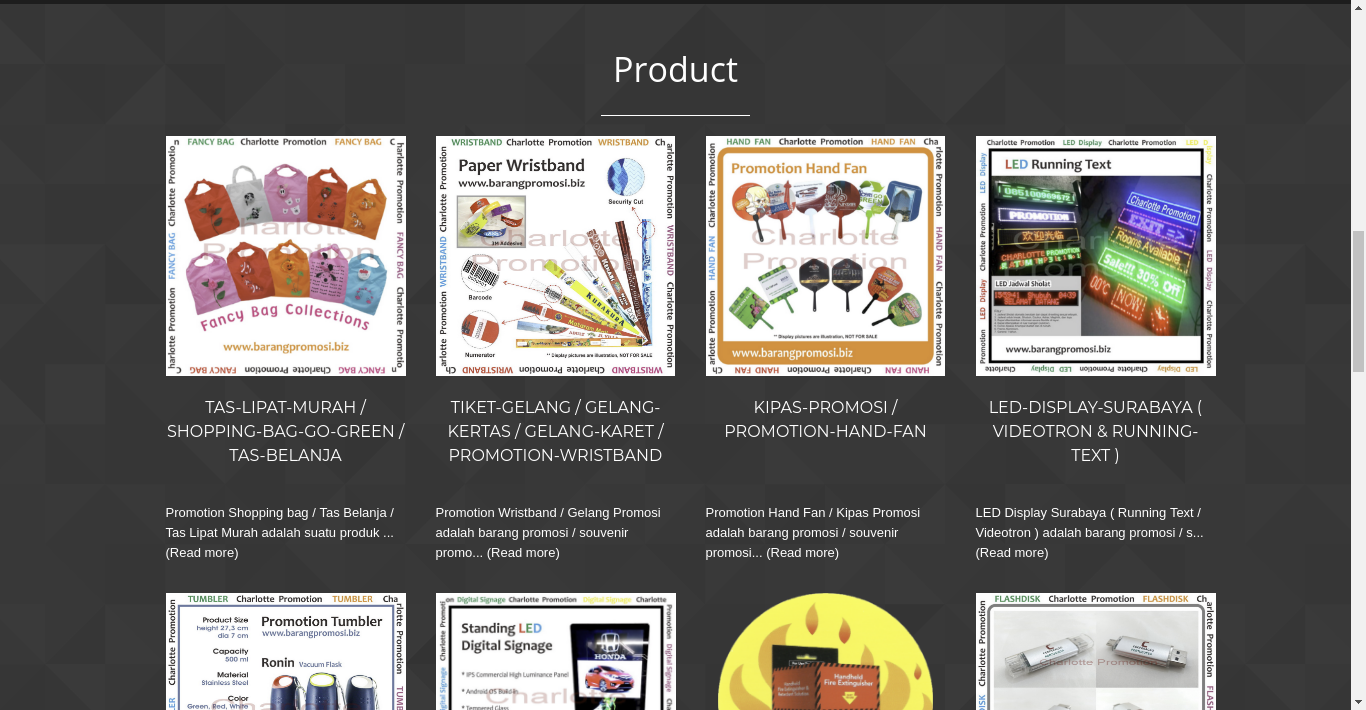 Product
FANCY BAG Charlotte Promotion FANCY BAG
Fancy Bag Collections
www.barangpromosi.biz
WRISTBAND Charlotte Promotion WRISTBAND
Paper Wristband
www.barangpromosi.biz
Security Cut
Barcode
Numerator
** Display pictures are illustration, NOT FOR SALE
HAND FAN Charlotte Promotion HAND FAN
Promotion Hand Fan
Charlotte
Promotion
** Display pictures are illustration, NOT FOR SALE
www.barangpromosi.biz
Charlotte Promotion LED Display Charlotte Promotion
LED Running Text
PROMOTION
欢迎光临
Charlotte Promotion
Rooms Available
Sale!!! 30% Off
NOW!
LED Jadwal Sholat
www.barangpromosi.biz
TAS-LIPAT-MURAH /
SHOPPING-BAG-GO-GREEN /
TAS-BELANJA
TIKET-GELANG / GELANG-
KERTAS / GELANG-KARET /
PROMOTION-WRISTBAND
KIPAS-PROMOSI /
PROMOTION-HAND-FAN
LED-DISPLAY-SURABAYA (
VIDEOTRON & RUNNING-
TEXT )
Promotion Shopping bag / Tas Belanja /
Tas Lipat Murah adalah suatu produk ...
(Read more)
Promotion Wristband / Gelang Promosi
adalah barang promosi / souvenir
promo... (Read more)
Promotion Hand Fan / Kipas Promosi
adalah barang promosi / souvenir
promosi... (Read more)
LED Display Surabaya ( Running Text /
Videotron ) adalah barang promosi / s...
(Read more)
TUMBLER Charlotte Promotion TUMBLER
Promotion Tumbler
www.barangpromosi.biz
Product Size
height 27,3 cm
dia 7 cm
Capacity
500 ml
Material
Stainless Steel
Color
Green, Red, White
Ronin Vacuum Flask
Digital Signage Charlotte Promotion Digital Signage Charlotte
Standing LED
Digital Signage
* IPS Commercial High Luminance Panel
* Android OS Build in
* Tempered Glass
HONDA
Handheld
Fire Extinguisher
FLASHDISK Charlotte Promotion FLASHDISK
Charlotte Promotion